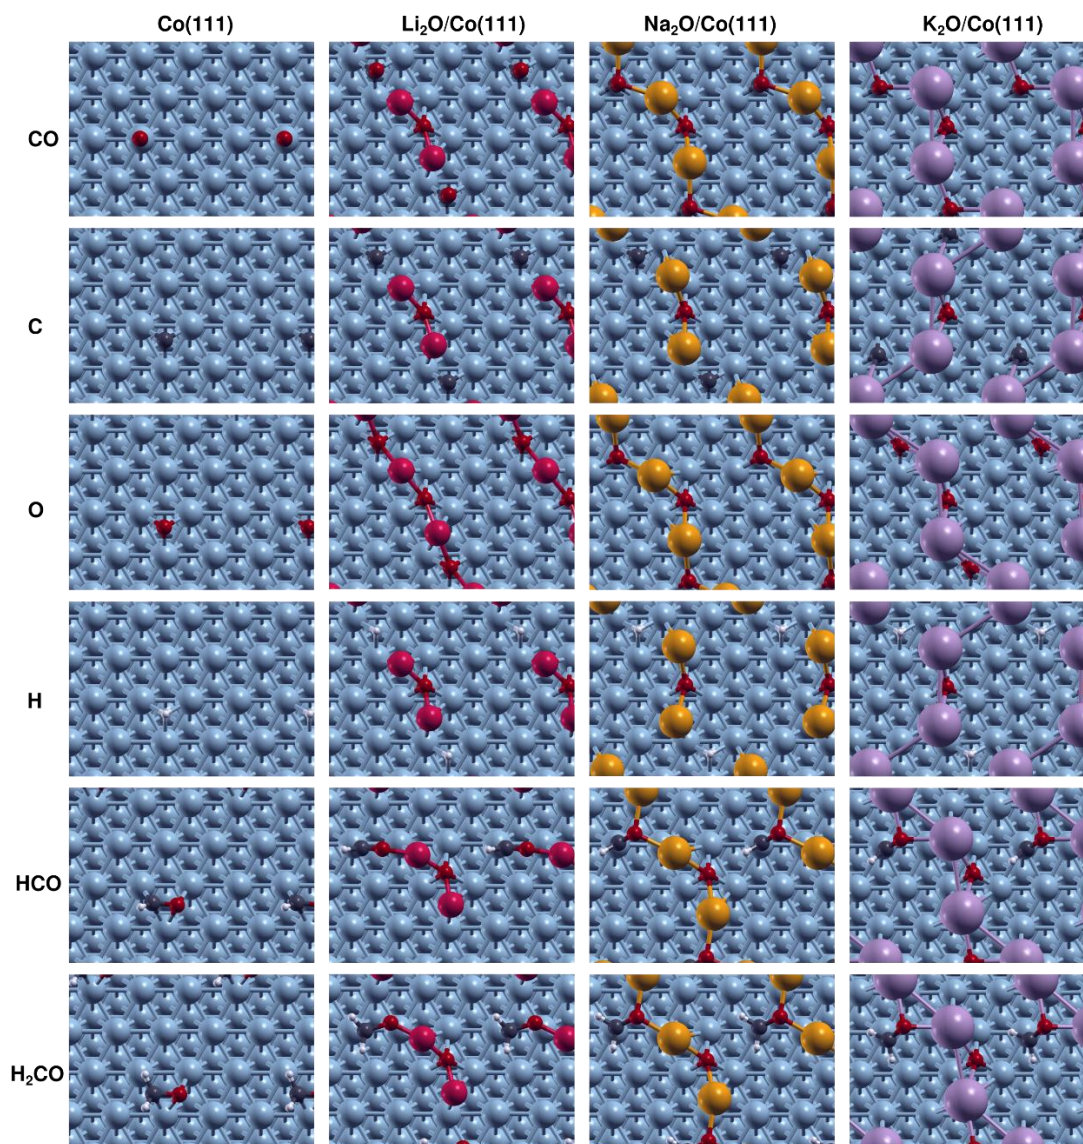 Co(111) Li₂O/Co(111) Na₂O/Co(111) K₂O/Co(111)
CO
C
O
H
HCO
H₂CO